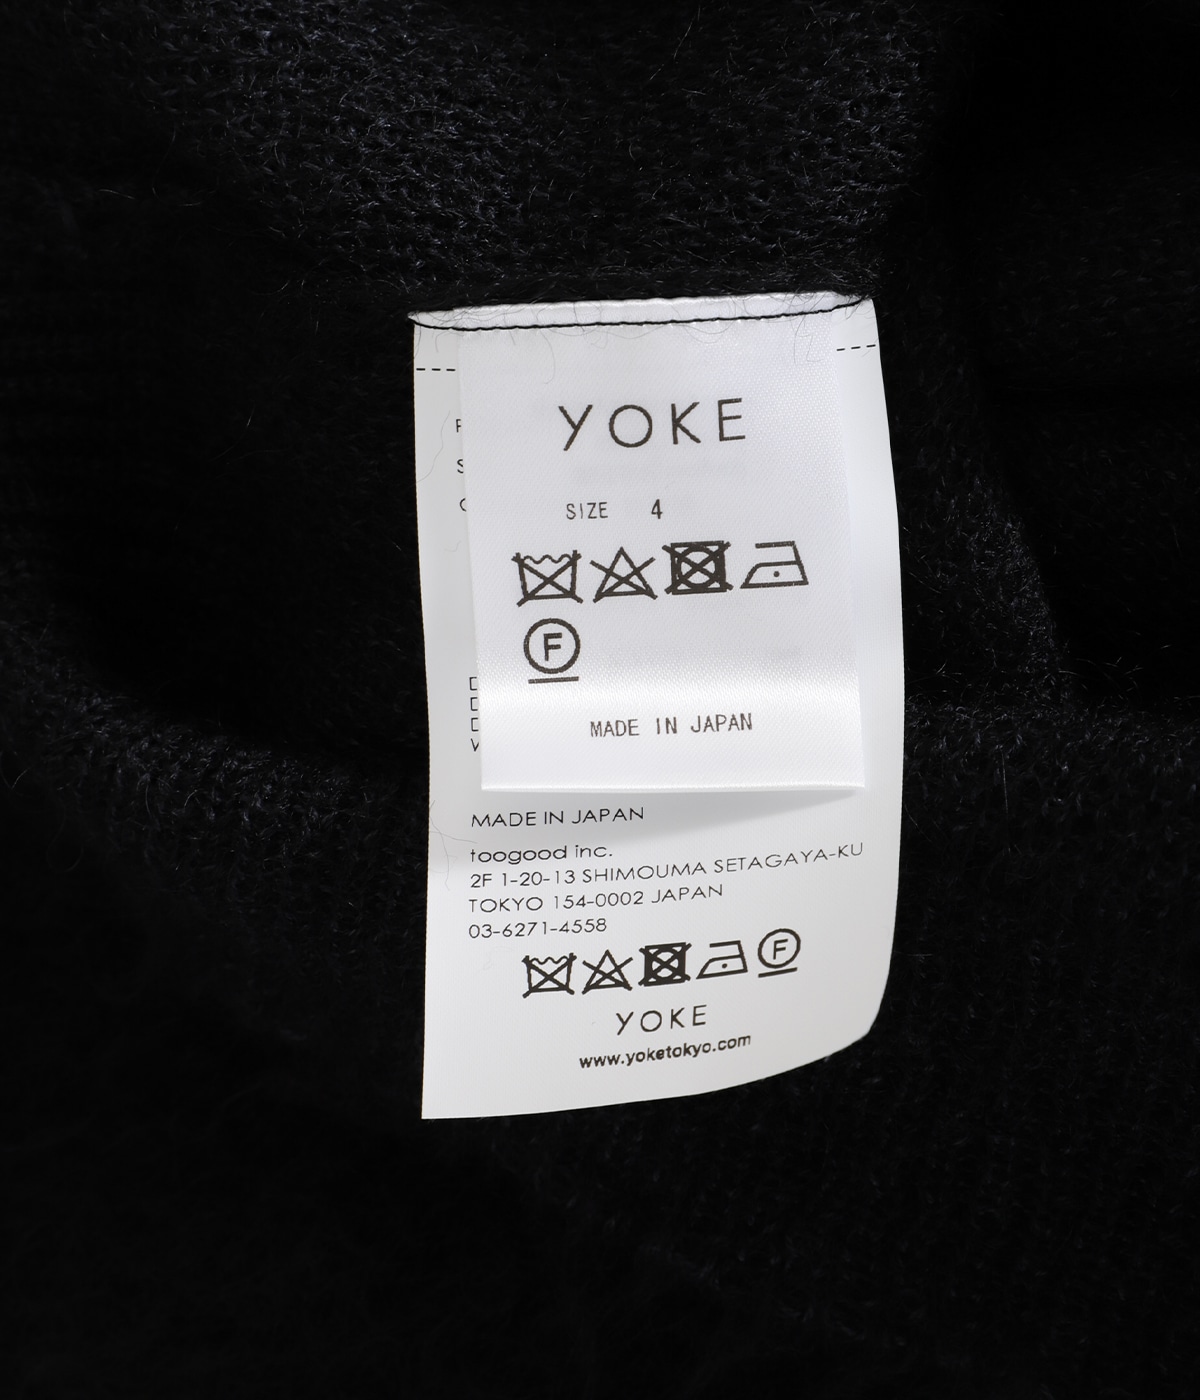 YOKE
SIZE 4
F
MADE IN JAPAN
MADE IN JAPAN
toogood inc.
2F 1-20-13 SHIMOUMA SETAGAYA-KU
TOKYO 154-0002 JAPAN
03-6271-4558
F
YOKE
www.yoketokyo.com